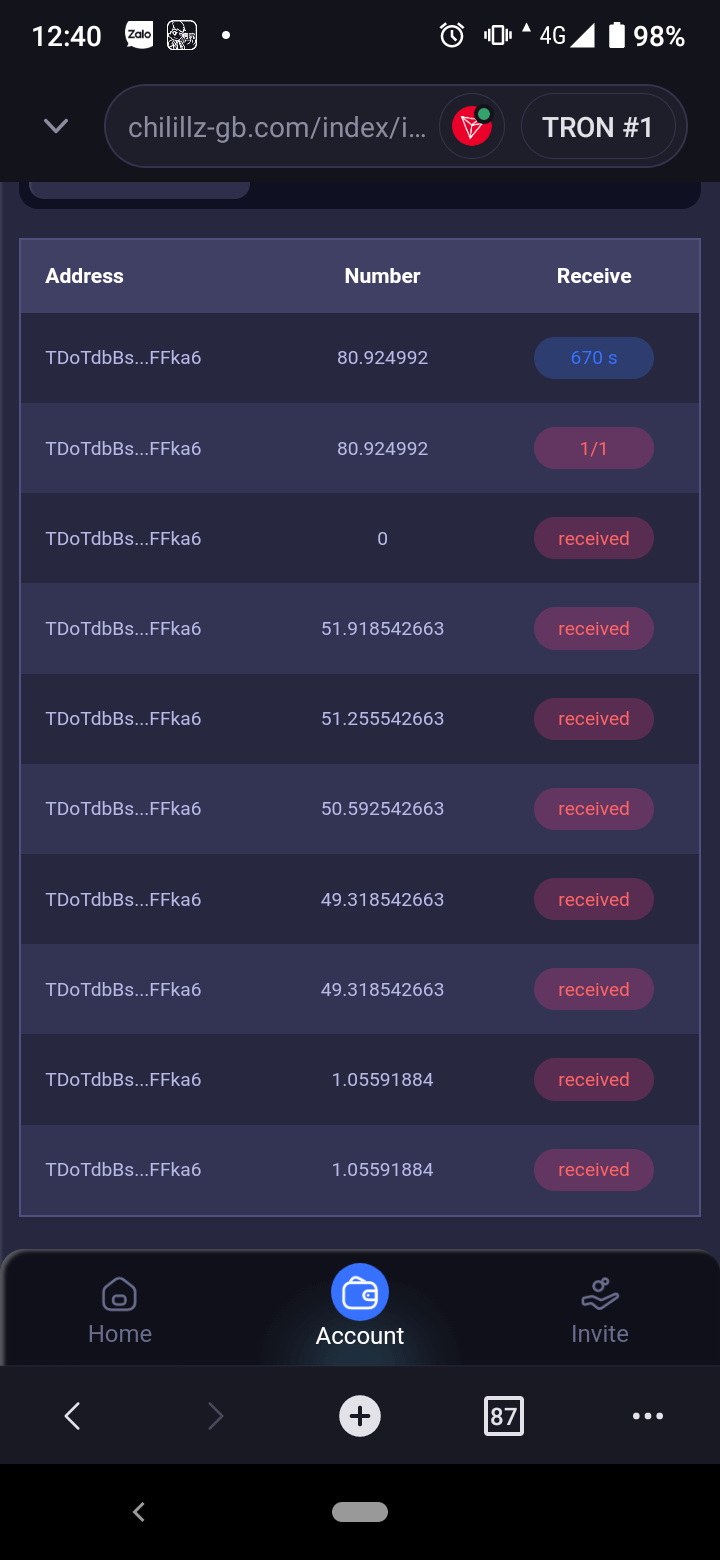 12:40 Zalo 4G 98%
chilillz-gb.com/index/i... TRON #1
Address Number Receive
TDoTdbBs...FFka6 80.924992 670 s
TDoTdbBs...FFka6 80.924992 1/1
TDoTdbBs...FFka6 0 received
TDoTdbBs...FFka6 51.918542663 received
TDoTdbBs...FFka6 51.255542663 received
TDoTdbBs...FFka6 50.592542663 received
TDoTdbBs...FFka6 49.318542663 received
TDoTdbBs...FFka6 49.318542663 received
TDoTdbBs...FFka6 1.05591884 received
TDoTdbBs...FFka6 1.05591884 received
Home Account Invite
87